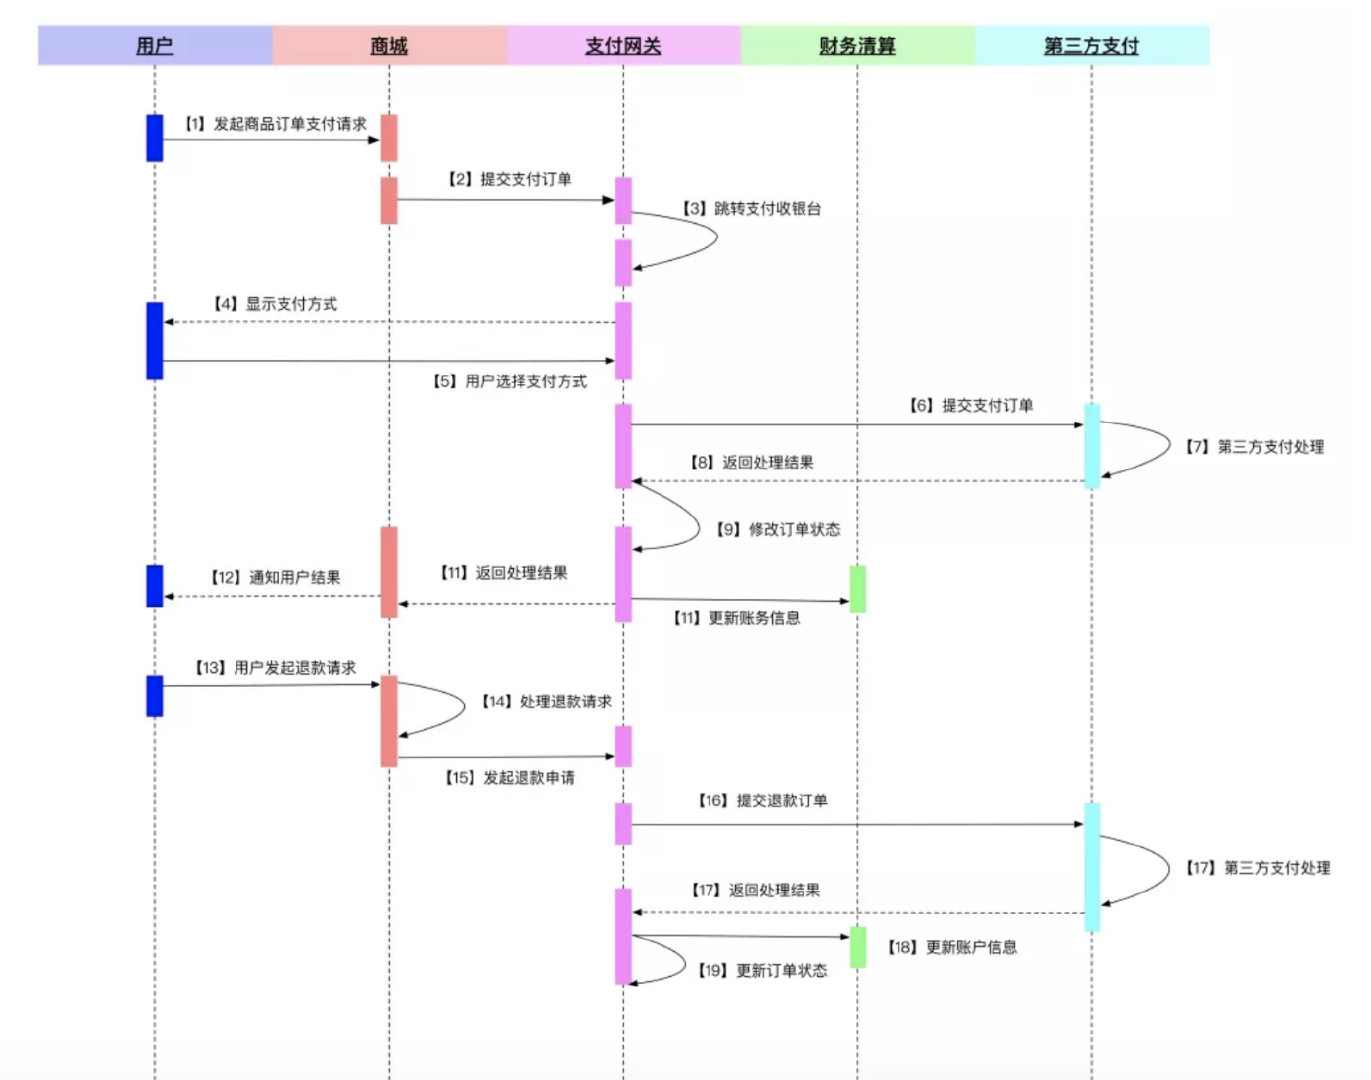 用户
商城
支付网关
财务清算
第三方支付
【1】发起商品订单支付请求
【2】提交支付订单
【3】跳转支付收银台
【4】显示支付方式
【5】用户选择支付方式
【6】提交支付订单
【7】第三方支付处理
【8】返回处理结果
【9】修改订单状态
【11】返回处理结果
【12】通知用户结果
【11】更新账务信息
【13】用户发起退款请求
【14】处理退款请求
【15】发起退款申请
【16】提交退款订单
【17】第三方支付处理
【17】返回处理结果
【18】更新账户信息
【19】更新订单状态